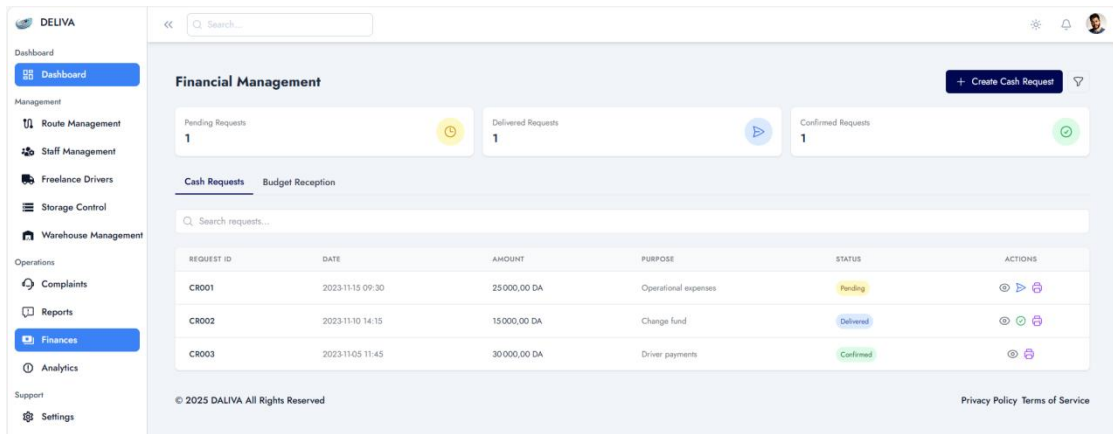 DELIVA
Search...
Dashboard
Dashboard
Management
Route Management
Staff Management
Freelance Drivers
Storage Control
Warehouse Management
Operations
Complaints
Reports
Finances
Analytics
Support
Settings
Financial Management
+ Create Cash Request
Pending Requests
1
Delivered Requests
1
Confirmed Requests
1
Cash Requests Budget Reception
Search requests...
REQUEST ID DATE AMOUNT PURPOSE STATUS ACTIONS
CR001 2023-11-15 09:30 25 000,00 DA Operational expenses Pending
CR002 2023-11-10 14:15 15 000,00 DA Change fund Delivered
CR003 2023-11-05 11:45 30 000,00 DA Driver payments Confirmed
© 2025 DALIVA All Rights Reserved Privacy Policy Terms of Service